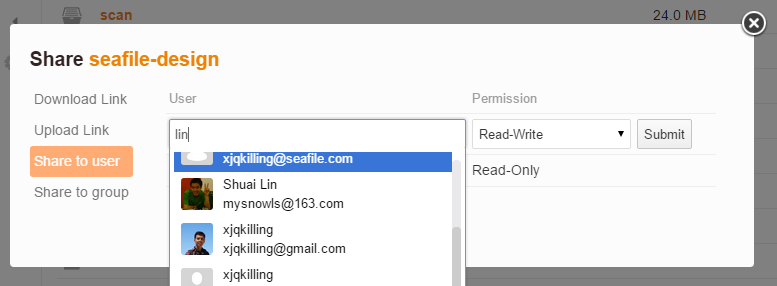 scan 24.0 MB
Share seafile-design
Download Link
Upload Link
Share to user
Share to group
User Permission
lin Read-Write Submit
xjqkilling@seafile.com
Read-Only
Shuai Lin
mysnowls@163.com
xjqkilling
xjqkilling@gmail.com
xjqkilling